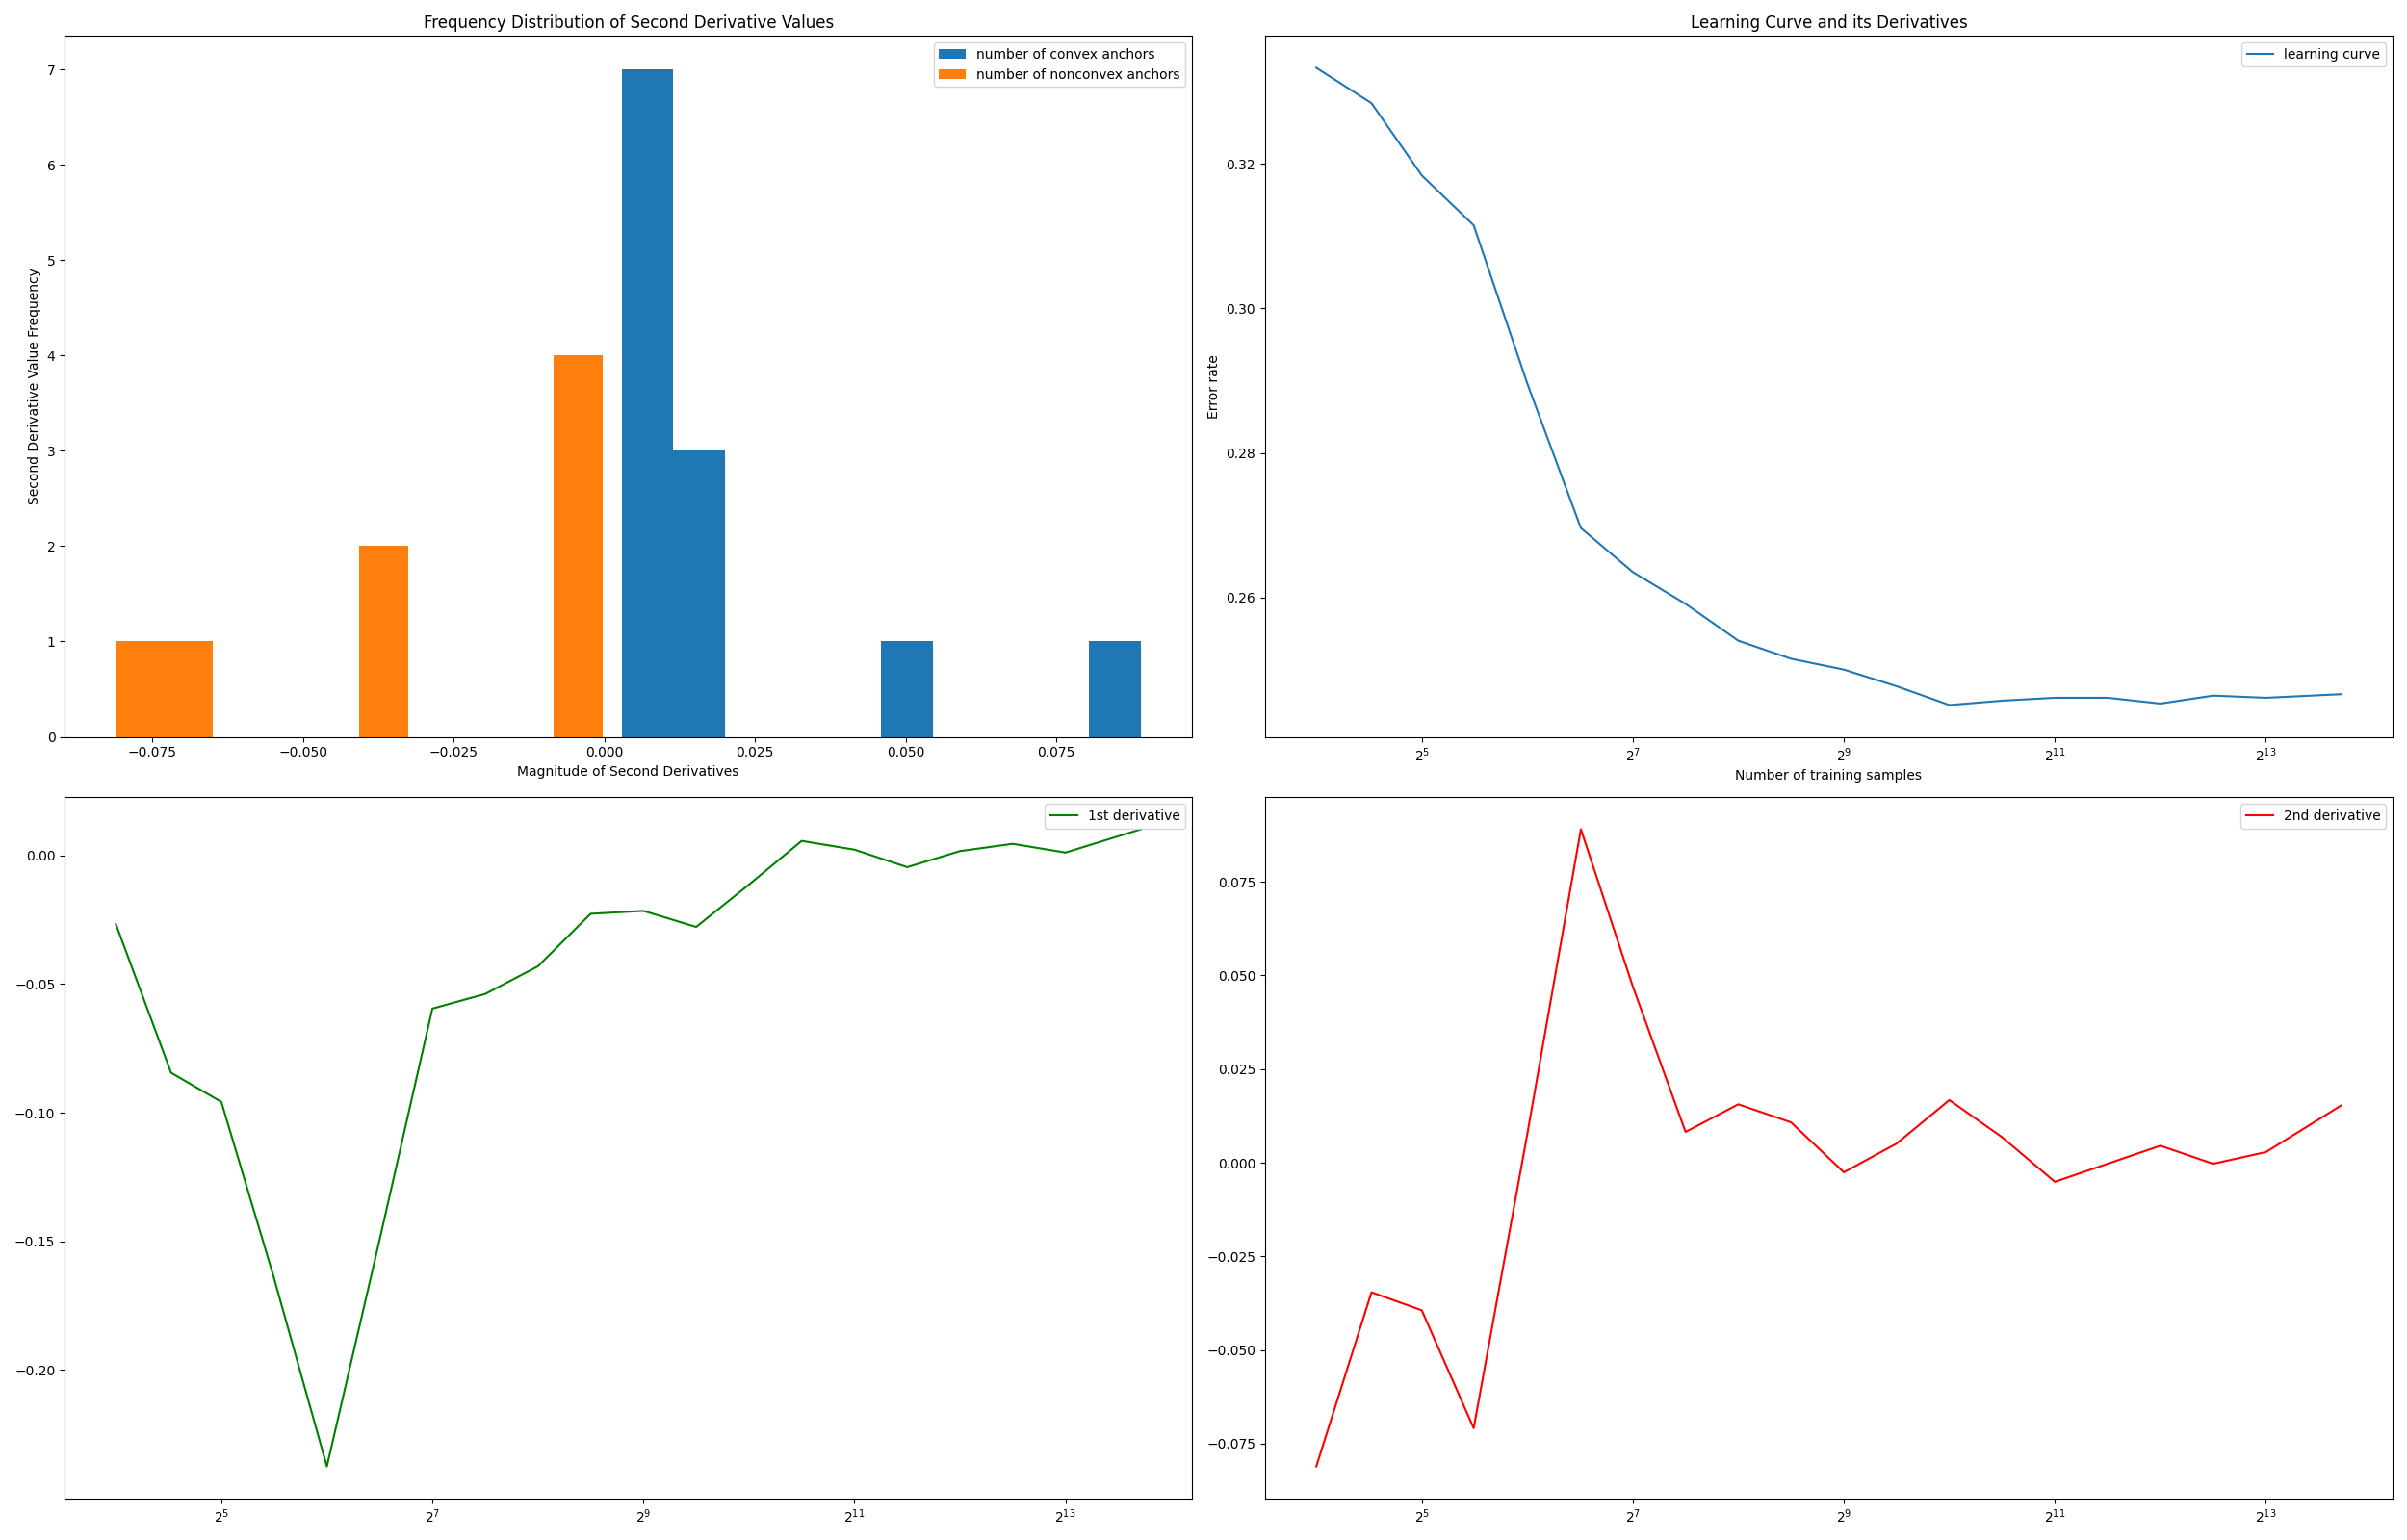 Frequency Distribution of Second Derivative Values
number of convex anchors
number of nonconvex anchors
Second Derivative Value Frequency
7
6
5
4
3
2
1
0
−0.075 −0.050 −0.025 0.000 0.025 0.050 0.075
Magnitude of Second Derivatives
Learning Curve and its Derivatives
learning curve
Error rate
0.32
0.30
0.28
0.26
2⁵ 2⁷ 2⁹ 2¹¹ 2¹³
Number of training samples
1st derivative
0.00
−0.05
−0.10
−0.15
−0.20
2⁵ 2⁷ 2⁹ 2¹¹ 2¹³
2nd derivative
0.075
0.050
0.025
0.000
−0.025
−0.050
−0.075
2⁵ 2⁷ 2⁹ 2¹¹ 2¹³